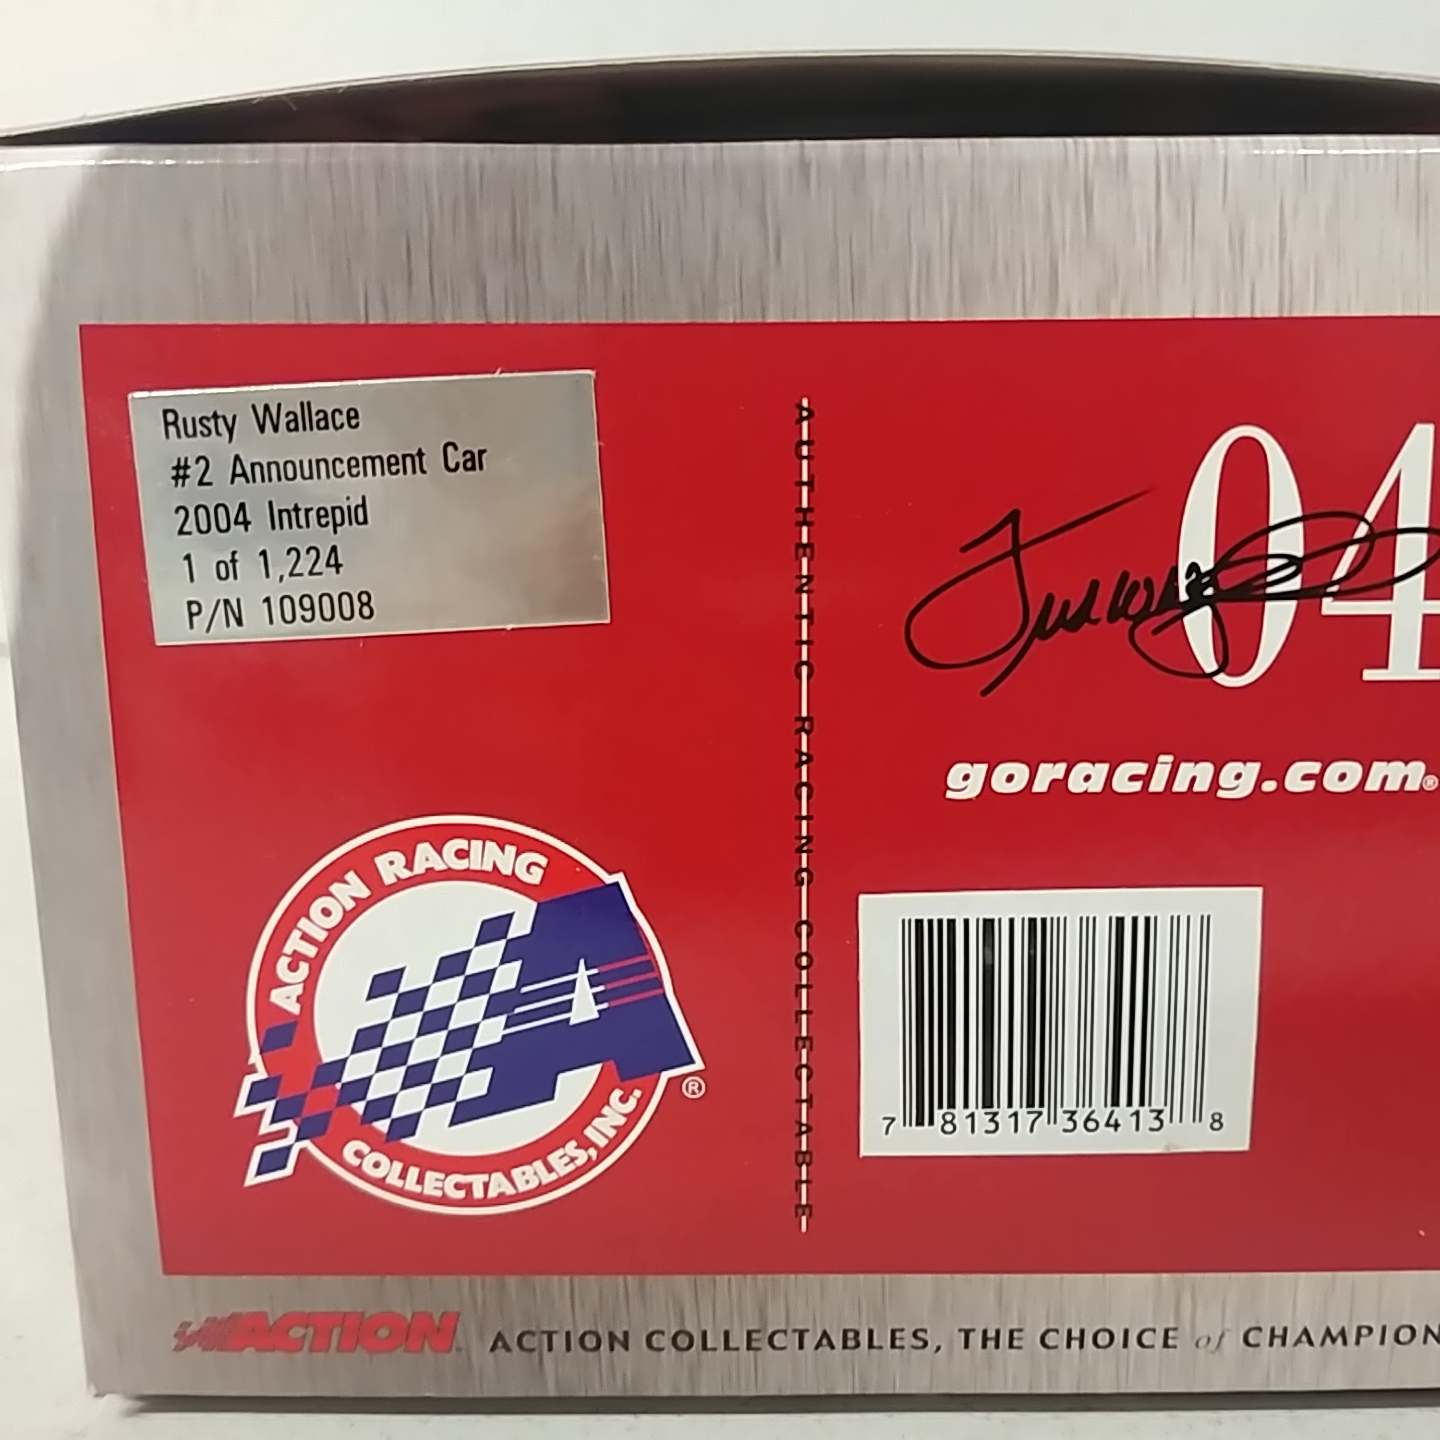 Rusty Wallace
#2 Announcement Car
2004 Intrepid
1 of 1,224
P/N 109008
AUTHENTIC RACING COLLECTABLE
04
goracing.com®
ACTION RACING
COLLECTABLES, INC.
®
7 81317 36413 8
ACTION
ACTION COLLECTABLES, THE CHOICE of CHAMPION